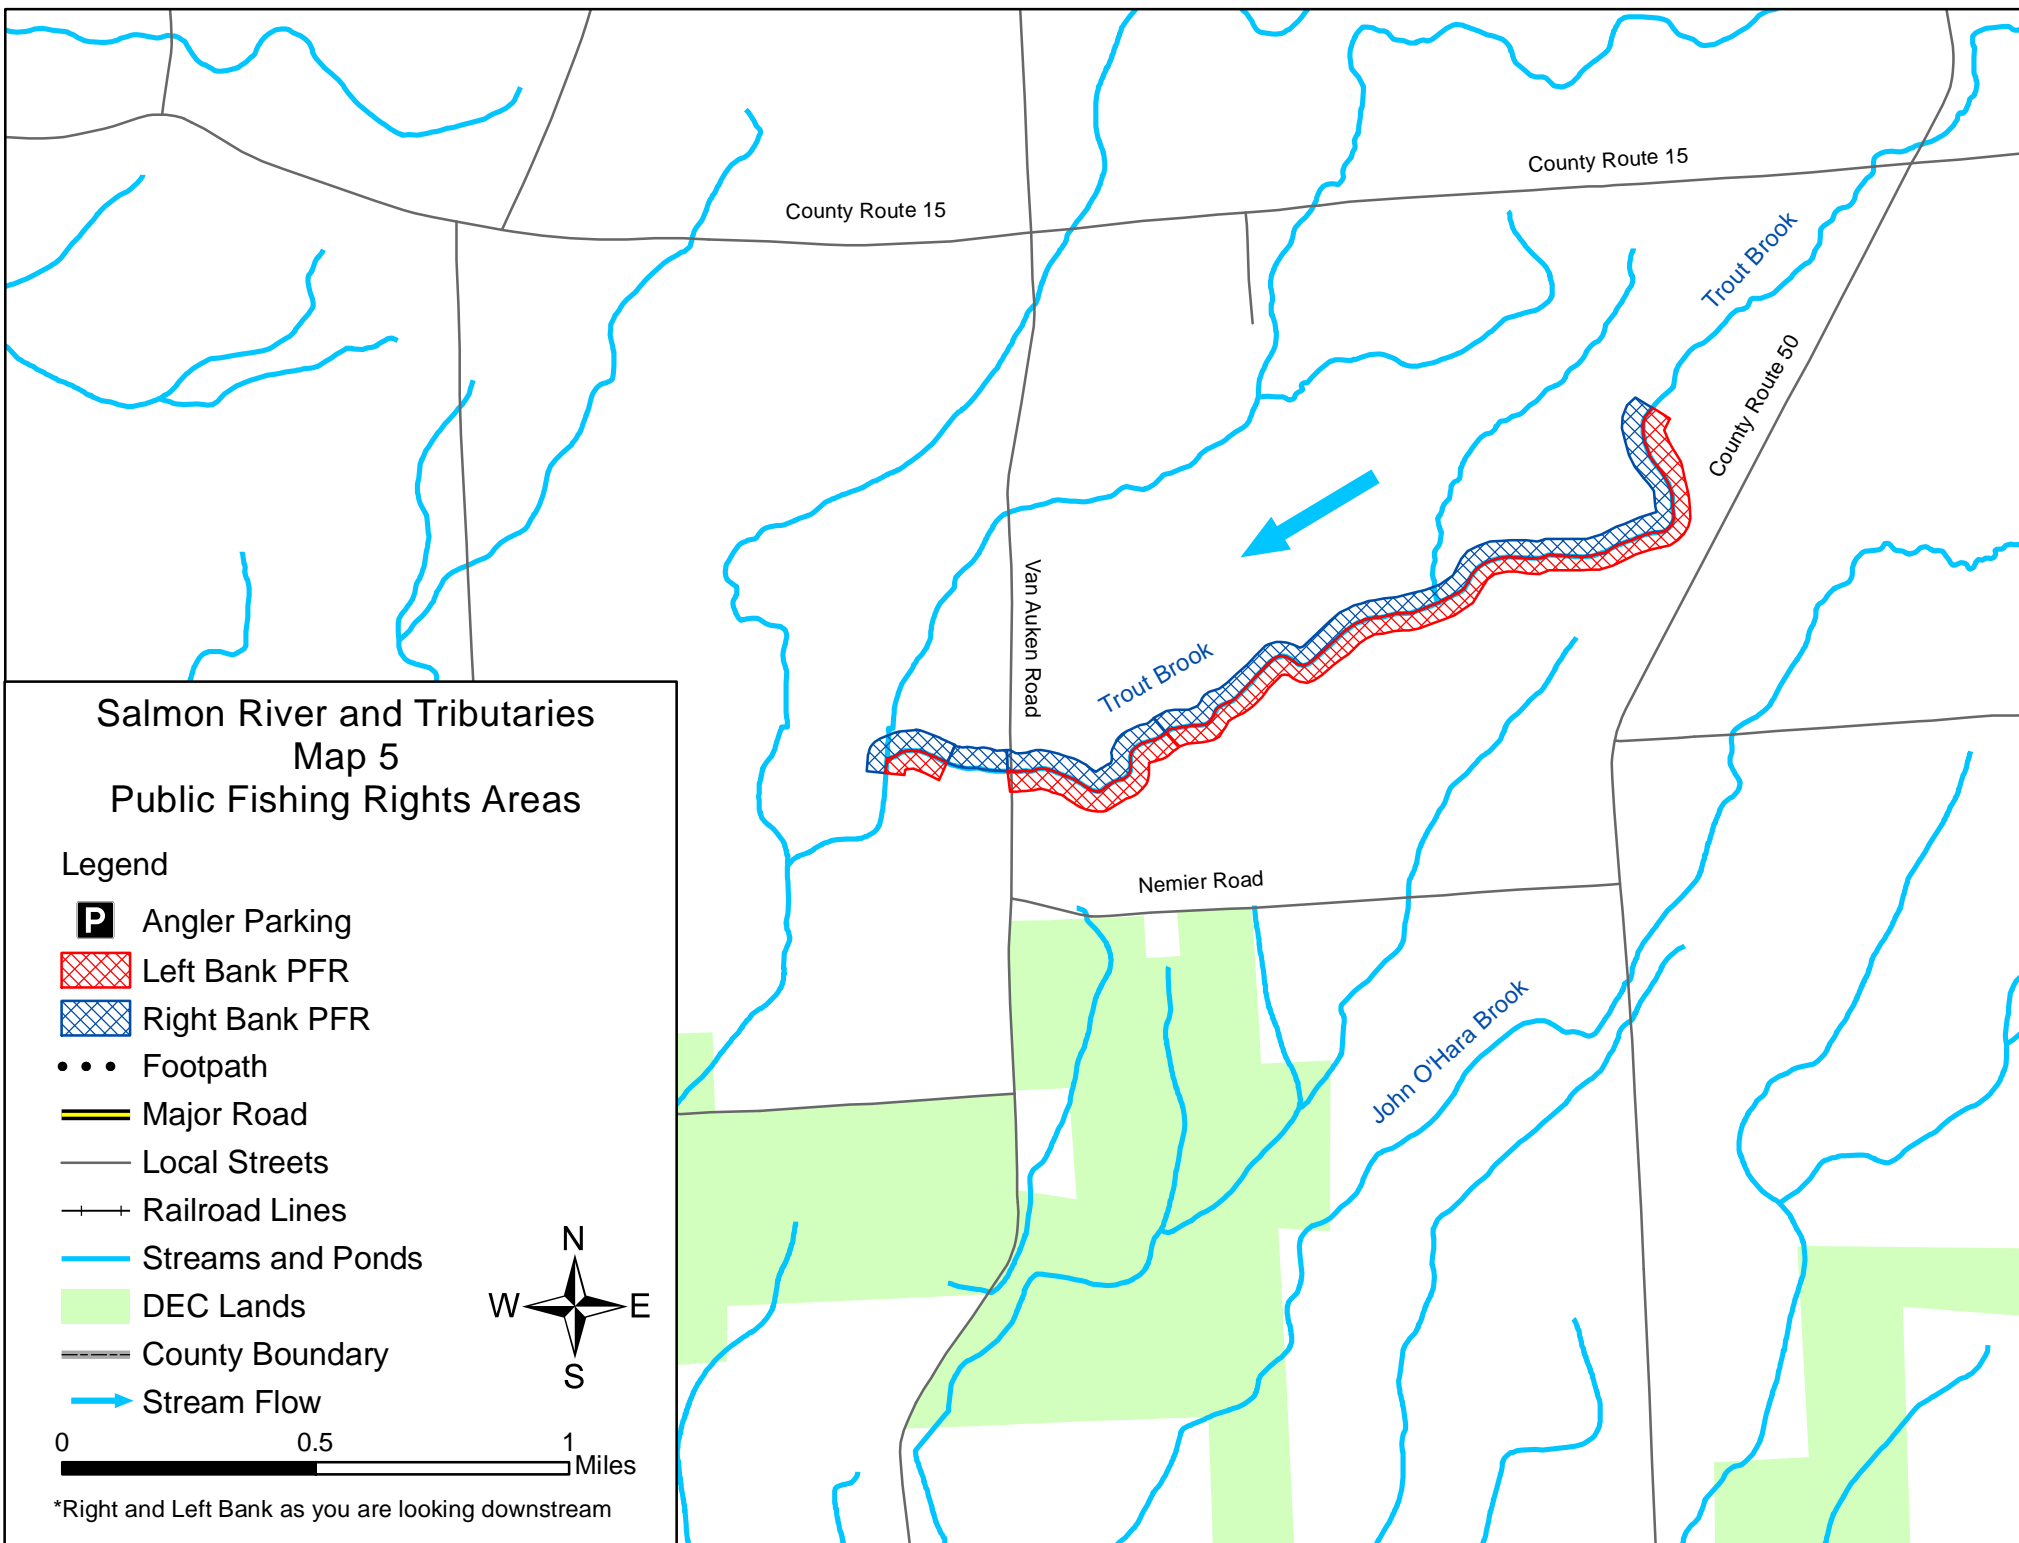 County Route 15
County Route 15
Trout Brook
County Route 50
Van Auken Road
Trout Brook
Nemier Road
John O'Hara Brook
Salmon River and Tributaries
Map 5
Public Fishing Rights Areas
Legend
P Angler Parking
Left Bank PFR
Right Bank PFR
Footpath
Major Road
Local Streets
Railroad Lines
Streams and Ponds
DEC Lands
County Boundary
Stream Flow
N
W E
S
0 0.5 1
Miles
*Right and Left Bank as you are looking downstream